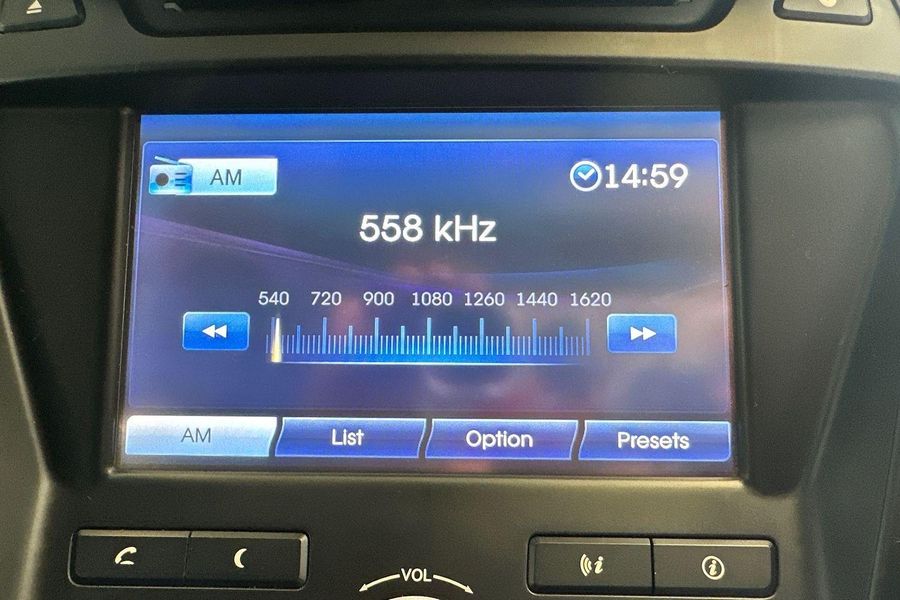 AM
14:59
558 kHz
540 720 900 1080 1260 1440 1620
AM List Option Presets
i i
VOL